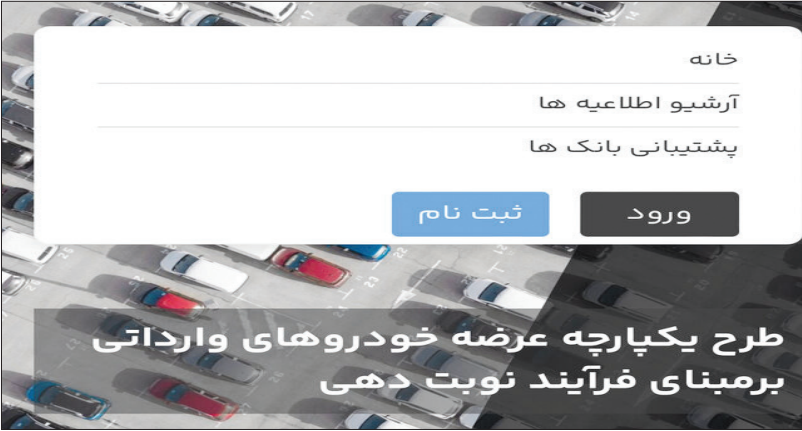 خانه
آرشیو اطلاعیه ها
پشتیبانی بانک ها
ورود
ثبت نام
طرح یکپارچه عرضه خودروهای وارداتی
برمبنای فرآیند نوبت دهی